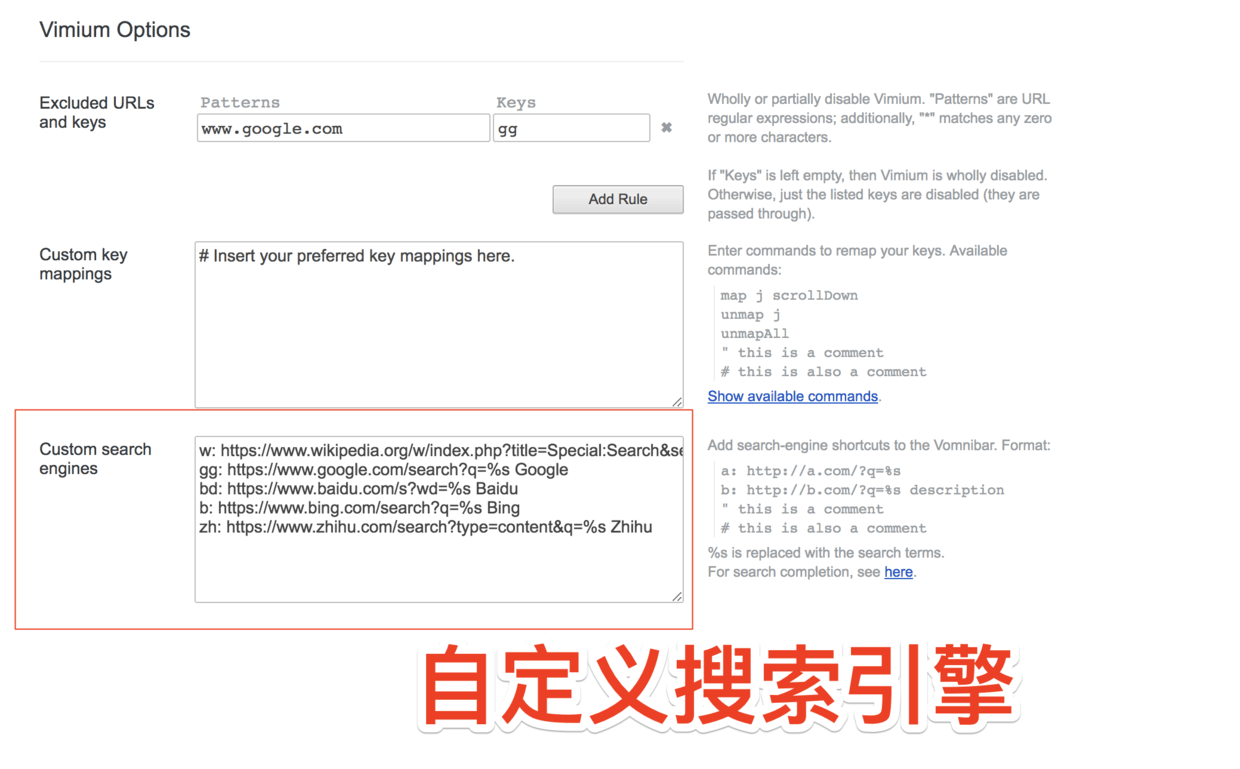 Vimium Options
Excluded URLs
and keys
Patterns
Keys
www.google.com
gg
✖
Add Rule
Wholly or partially disable Vimium. "Patterns" are URL
regular expressions; additionally, "*" matches any zero
or more characters.
If "Keys" is left empty, then Vimium is wholly disabled.
Otherwise, just the listed keys are disabled (they are
passed through).
Custom key
mappings
# Insert your preferred key mappings here.
Enter commands to remap your keys. Available
commands:
map j scrollDown
unmap j
unmapAll
" this is a comment
# this is also a comment
Show available commands.
Custom search
engines
w: https://www.wikipedia.org/w/index.php?title=Special:Search&se
gg: https://www.google.com/search?q=%s Google
bd: https://www.baidu.com/s?wd=%s Baidu
b: https://www.bing.com/search?q=%s Bing
zh: https://www.zhihu.com/search?type=content&q=%s Zhihu
Add search-engine shortcuts to the Vomnibar. Format:
a: http://a.com/?q=%s
b: http://b.com/?q=%s description
" this is a comment
# this is also a comment
%s is replaced with the search terms.
For search completion, see here.
自定义搜索引擎